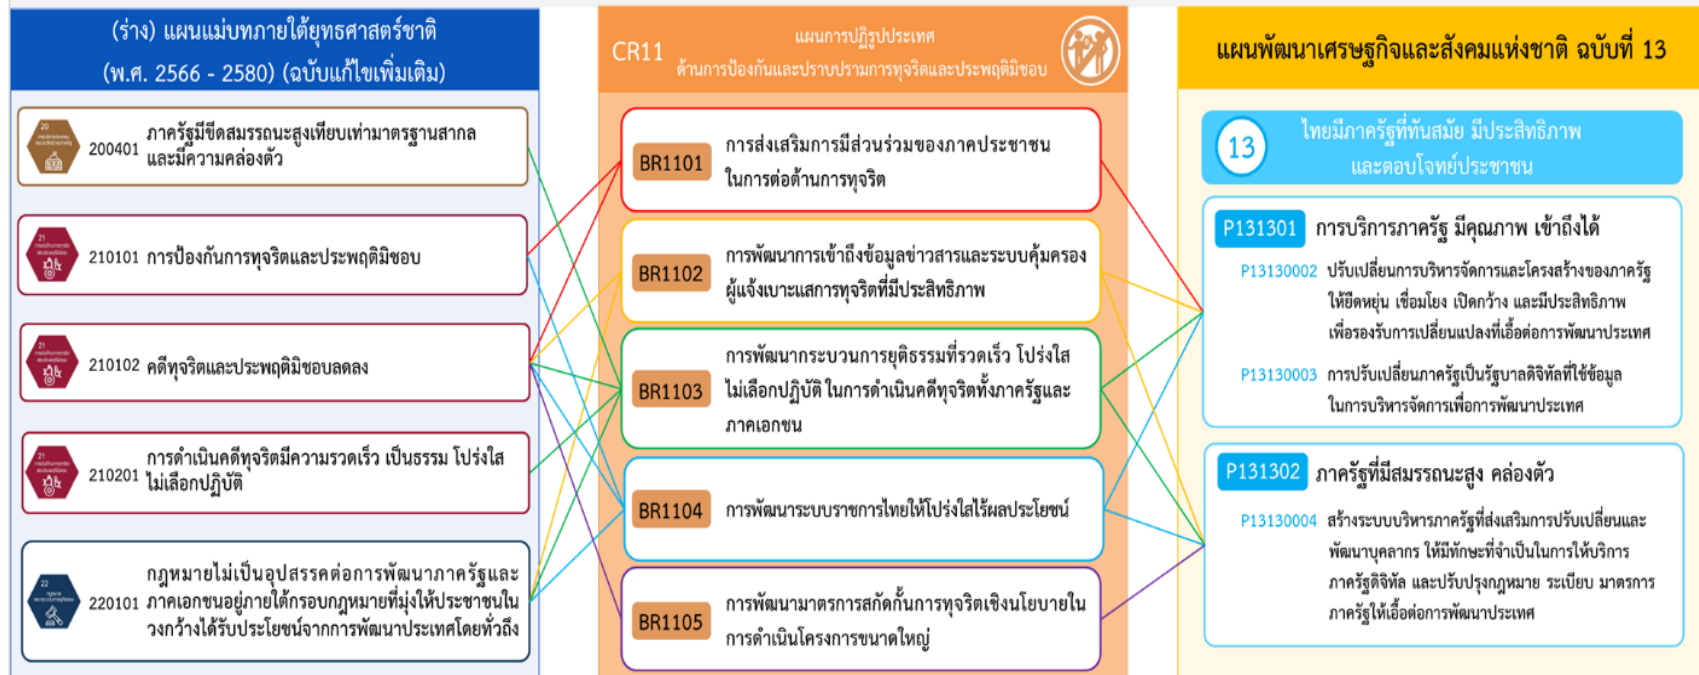 (ร่าง) แผนแม่บทภายใต้ยุทธศาสตร์ชาติ
(พ.ศ. 2566 - 2580) (ฉบับแก้ไขเพิ่มเติม)
20
200401 ภาครัฐมีขีดสมรรถนะสูงเทียบเท่ามาตรฐานสากล
และมีความคล่องตัว
21
210101 การป้องกันการทุจริตและประพฤติมิชอบ
21
210102 คดีทุจริตและประพฤติมิชอบลดลง
21
210201 การดำเนินคดีทุจริตมีความรวดเร็ว เป็นธรรม โปร่งใส
ไม่เลือกปฏิบัติ
22
220101 กฎหมายไม่เป็นอุปสรรคต่อการพัฒนาภาครัฐและ
ภาคเอกชนอยู่ภายใต้กรอบกฎหมายที่มุ่งให้ประชาชนใน
วงกว้างได้รับประโยชน์จากการพัฒนาประเทศโดยทั่วถึง
CR11 แผนการปฏิรูปประเทศ
ด้านการป้องกันและปราบปรามการทุจริตและประพฤติมิชอบ
BR1101 การส่งเสริมการมีส่วนร่วมของภาคประชาชน
ในการต่อต้านการทุจริต
BR1102 การพัฒนาการเข้าถึงข้อมูลข่าวสารและระบบคุ้มครอง
ผู้แจ้งเบาะแสการทุจริตที่มีประสิทธิภาพ
BR1103 การพัฒนากระบวนการยุติธรรมที่รวดเร็ว โปร่งใส
ไม่เลือกปฏิบัติ ในการดำเนินคดีทุจริตทั้งภาครัฐและ
ภาคเอกชน
BR1104 การพัฒนาระบบราชการไทยให้โปร่งใสไร้ผลประโยชน์
BR1105 การพัฒนามาตรการสกัดกั้นการทุจริตเชิงนโยบายใน
การดำเนินโครงการขนาดใหญ่
แผนพัฒนาเศรษฐกิจและสังคมแห่งชาติ ฉบับที่ 13
13 ไทยมีภาครัฐที่ทันสมัย มีประสิทธิภาพ
และตอบโจทย์ประชาชน
P131301 การบริการภาครัฐ มีคุณภาพ เข้าถึงได้
P13130002 ปรับเปลี่ยนการบริหารจัดการและโครงสร้างของภาครัฐ
ให้ยืดหยุ่น เชื่อมโยง เปิดกว้าง และมีประสิทธิภาพ
เพื่อรองรับการเปลี่ยนแปลงที่เอื้อต่อการพัฒนาประเทศ
P13130003 การปรับเปลี่ยนภาครัฐเป็นรัฐบาลดิจิทัลที่ใช้ข้อมูล
ในการบริหารจัดการเพื่อการพัฒนาประเทศ
P131302 ภาครัฐที่มีสมรรถนะสูง คล่องตัว
P13130004 สร้างระบบบริหารภาครัฐที่ส่งเสริมการปรับเปลี่ยนและ
พัฒนาบุคลากร ให้มีทักษะที่จำเป็นในการให้บริการ
ภาครัฐดิจิทัล และปรับปรุงกฎหมาย ระเบียบ มาตรการ
ภาครัฐให้เอื้อต่อการพัฒนาประเทศ